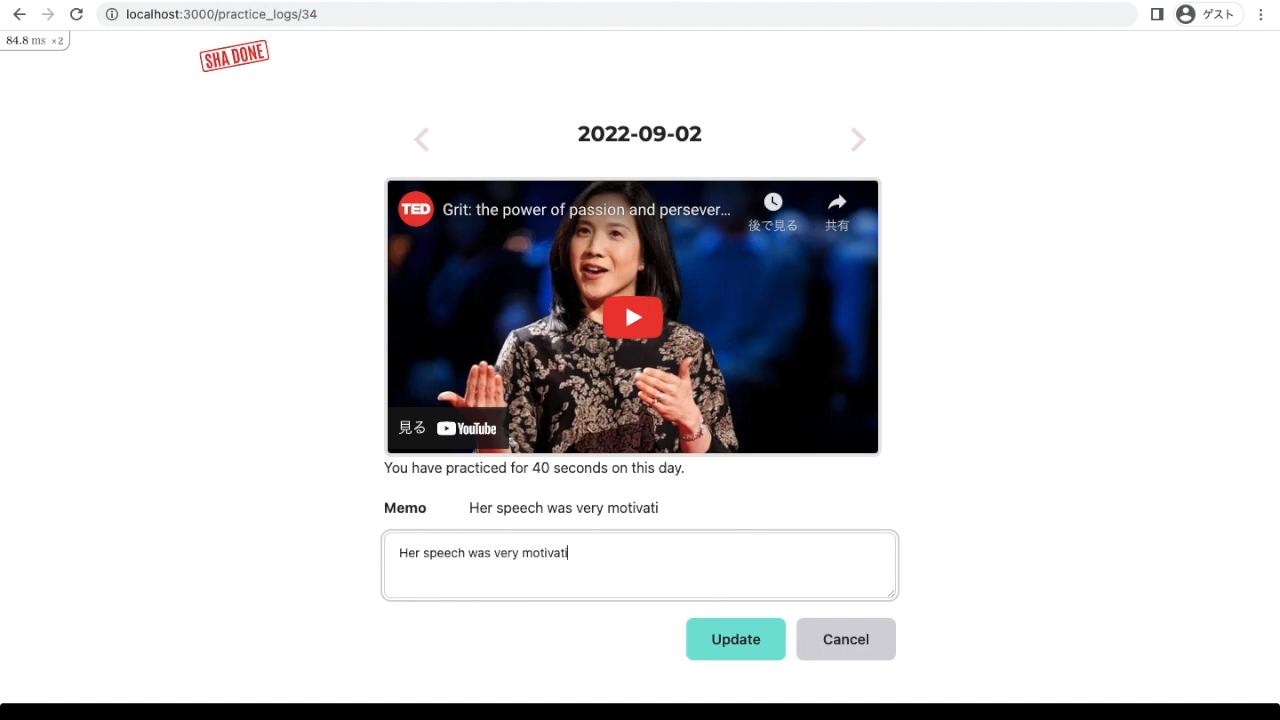 localhost:3000/practice_logs/34
ゲスト
84.8 ms ×2
SHA DONE
2022-09-02
TED
Grit: the power of passion and persever...
後で見る
共有
見る YouTube
You have practiced for 40 seconds on this day.
Memo Her speech was very motivati
Her speech was very motivati
Update Cancel